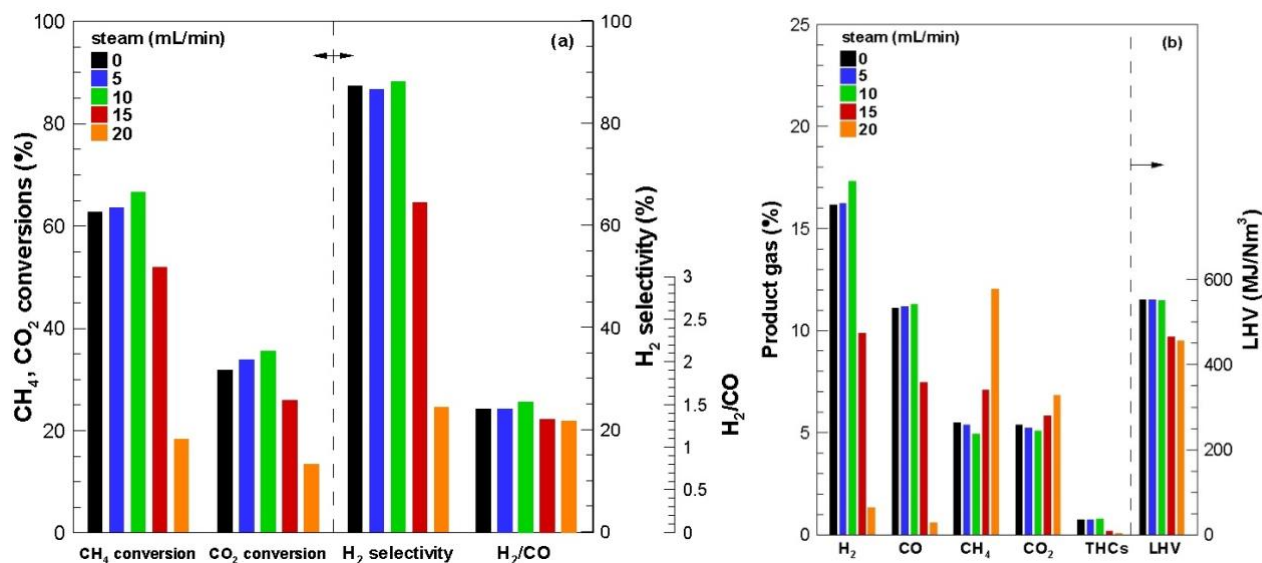 steam (mL/min)
0
5
10
15
20
(a)
100
80
60
40
20
0
CH₄, CO₂ conversions (%)
CH₄ conversion
CO₂ conversion
H₂ selectivity
H₂/CO
100
80
60
40
20
0
H₂ selectivity (%)
3
2.5
2
1.5
1
0.5
0
H₂/CO
steam (mL/min)
0
5
10
15
20
(b)
25
20
15
10
5
0
Product gas (%)
H₂
CO
CH₄
CO₂
THCs
LHV
600
400
200
0
LHV (MJ/Nm³)